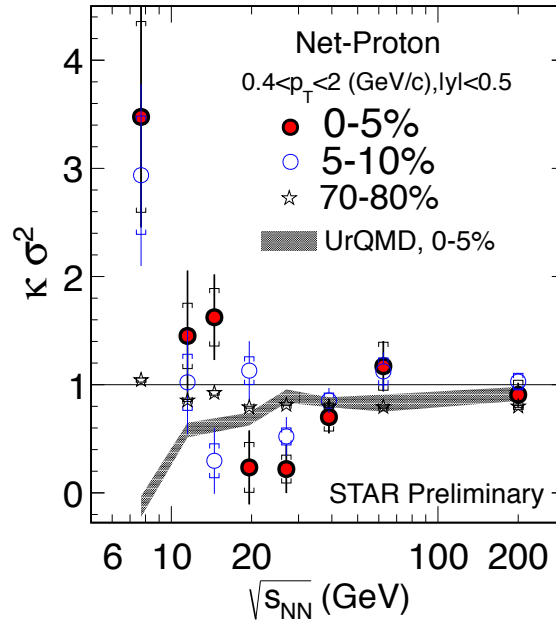 Net-Proton
0.4<p_T<2 (GeV/c),|y|<0.5
0-5%
5-10%
70-80%
UrQMD, 0-5%
κ σ²
4
3
2
1
0
STAR Preliminary
6 10 20 100 200
√s_NN (GeV)